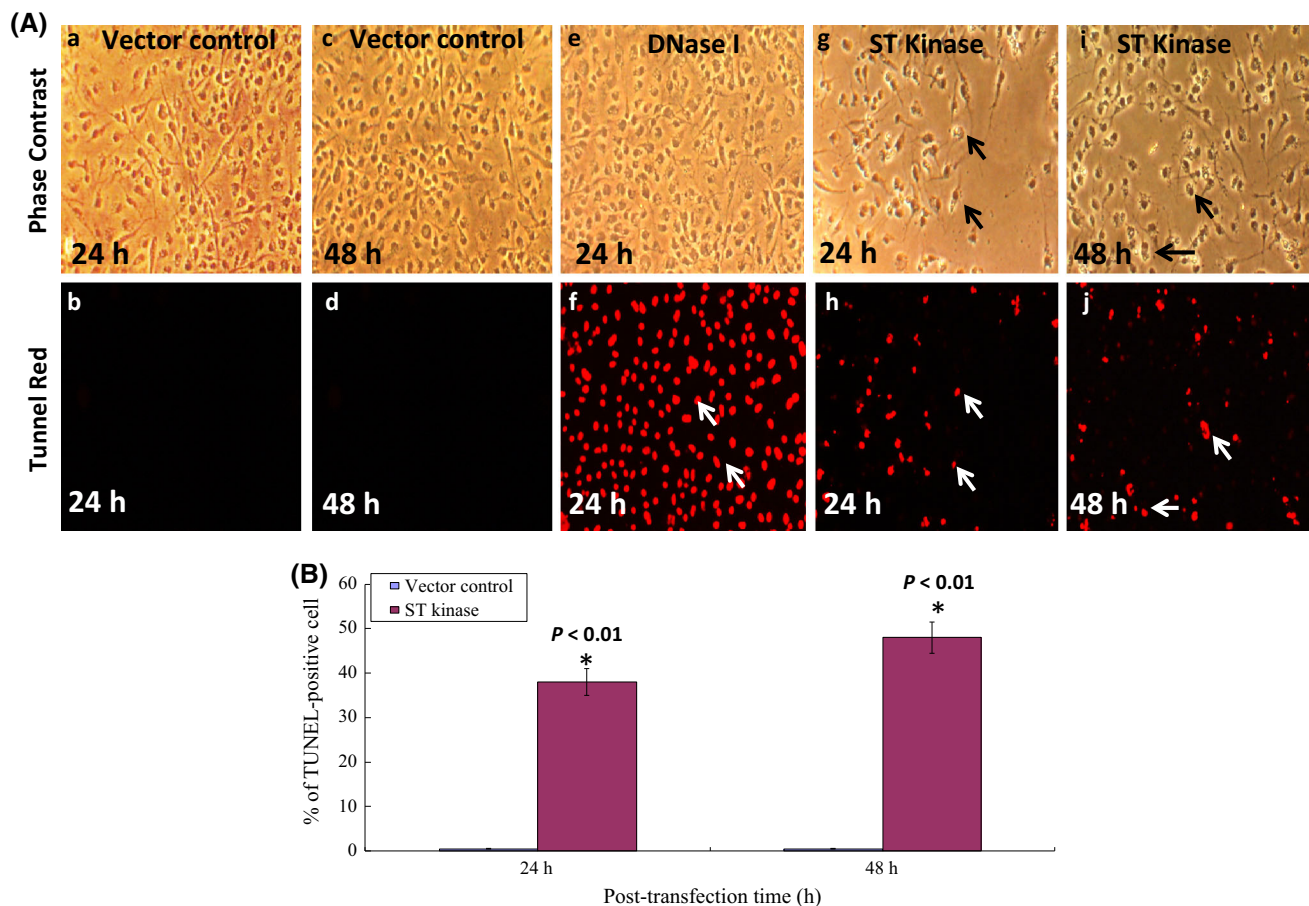 (A)
a Vector control
c Vector control
e DNase I
g ST Kinase
i ST Kinase
Phase Contrast
24 h
48 h
24 h
24 h
48 h
b
d
f
h
j
Tunnel Red
24 h
48 h
24 h
24 h
48 h
(B)
Vector control
ST kinase
P < 0.01
*
P < 0.01
*
% of TUNEL-positive cell
60
50
40
30
20
10
0
24 h
48 h
Post-transfection time (h)